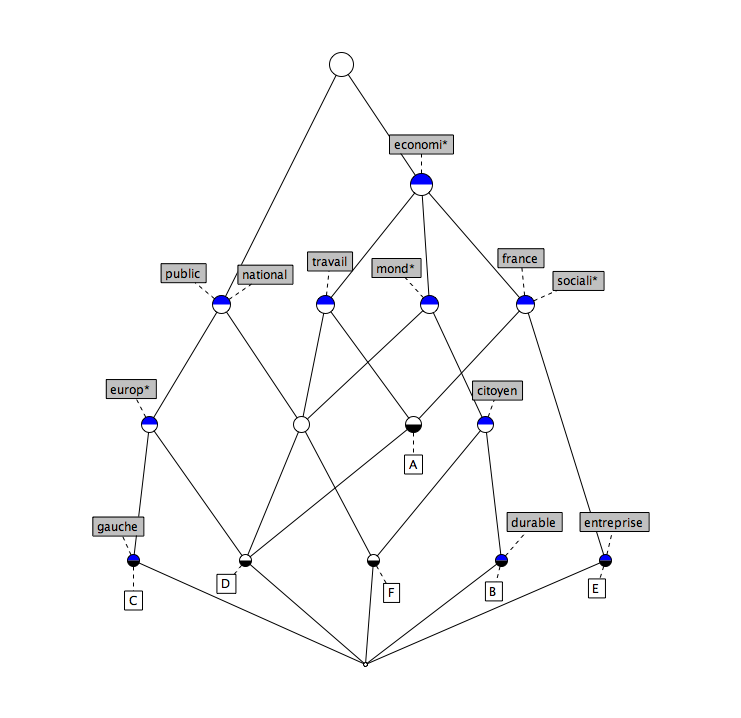 economi*
france
travail
public
national
mond*
sociali*
europ*
citoyen
A
gauche
durable
entreprise
D
F
B
E
C